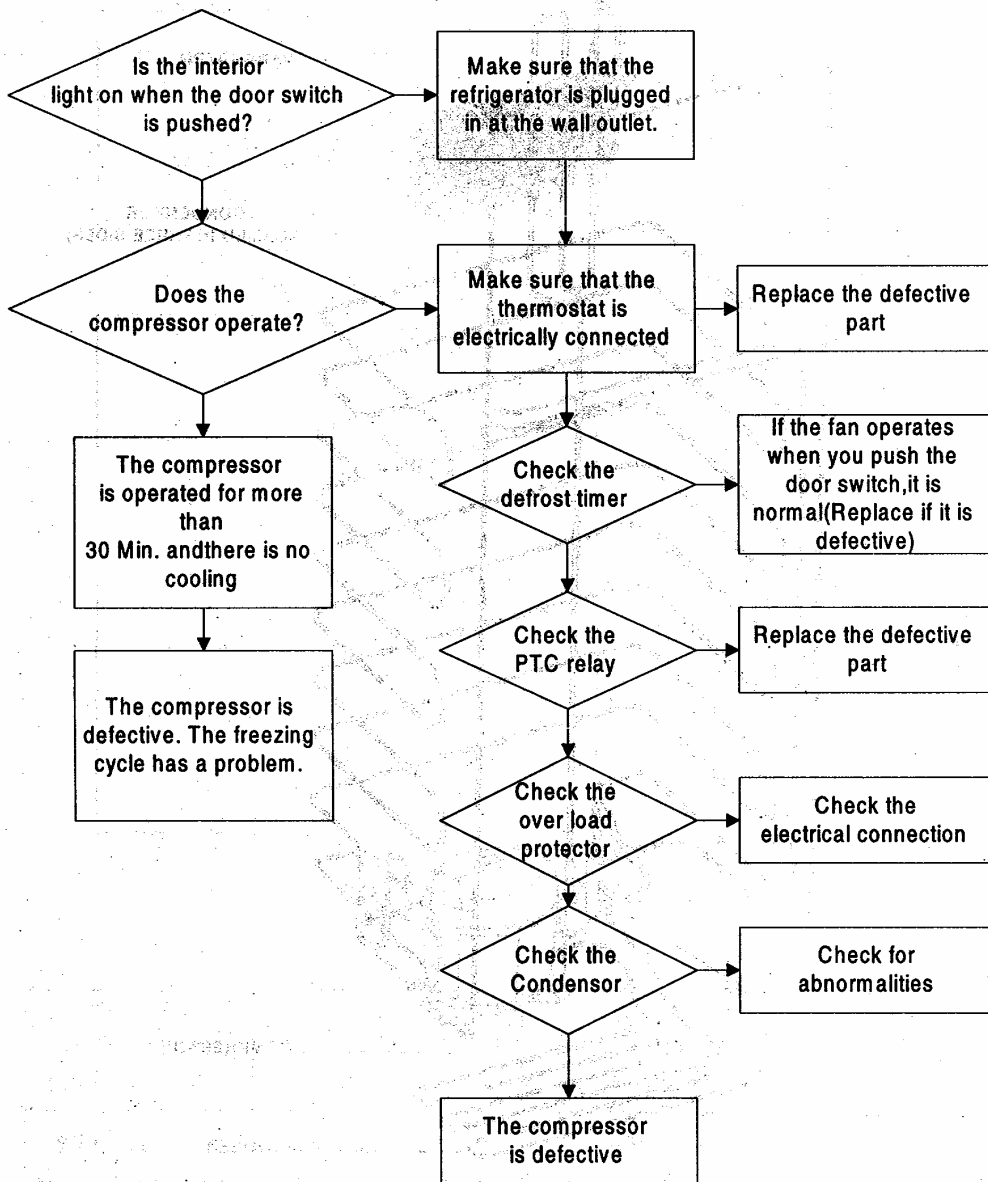 Is the interior
light on when the door switch
is pushed?
Make sure that the
refrigerator is plugged
in at the wall outlet.
Does the
compressor operate?
Make sure that the
thermostat is
electrically connected
Replace the defective
part
The compressor
is operated for more
than
30 Min. andthere is no
cooling
Check the
defrost timer
If the fan operates
when you push the
door switch,it is
normal(Replace if it is
defective)
The compressor is
defective. The freezing
cycle has a problem.
Check the
PTC relay
Replace the defective
part
Check the
over load
protector
Check the
electrical connection
Check the
Condensor
Check for
abnormalities
The compressor
is defective